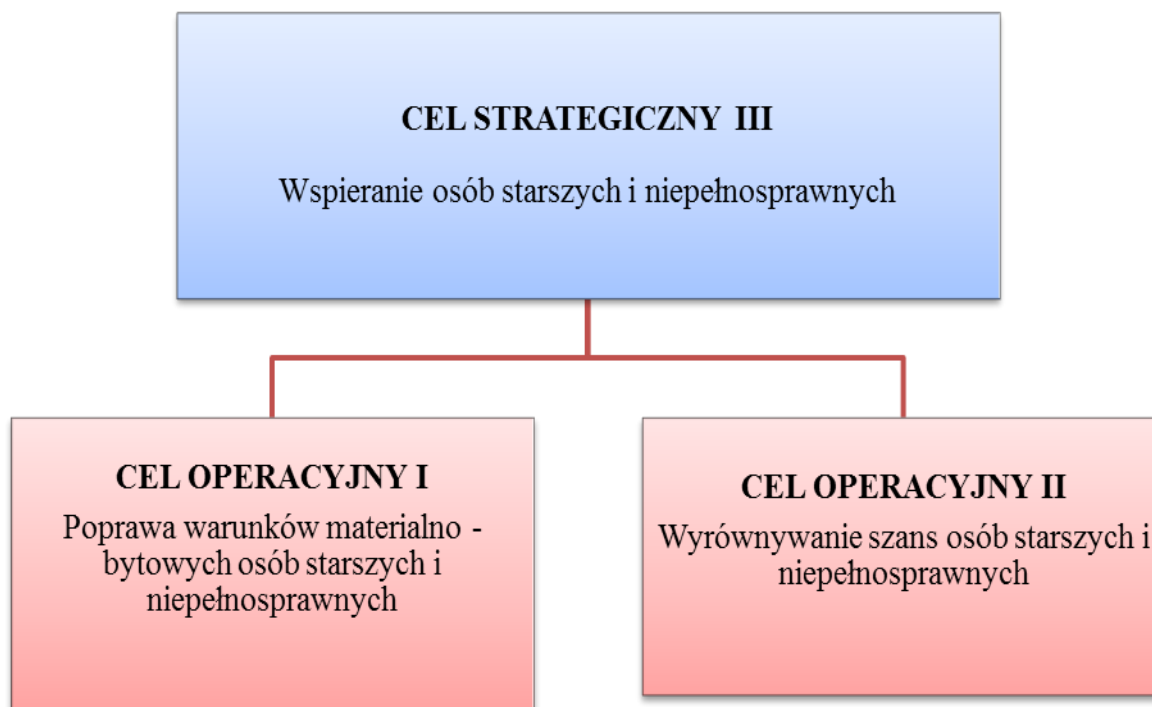 CEL STRATEGICZNY III
Wspieranie osób starszych i niepełnosprawnych
CEL OPERACYJNY I
Poprawa warunków materialno -
bytowych osób starszych i
niepełnosprawnych
CEL OPERACYJNY II
Wyrównywanie szans osób starszych i
niepełnosprawnych